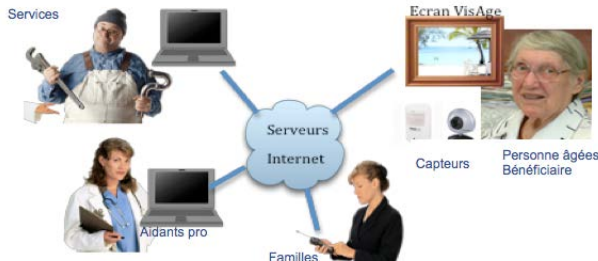 Services
Ecran VisAge
Serveurs
Internet
Capteurs
Personne âgées
Bénéficiaire
Aidants pro
Familles